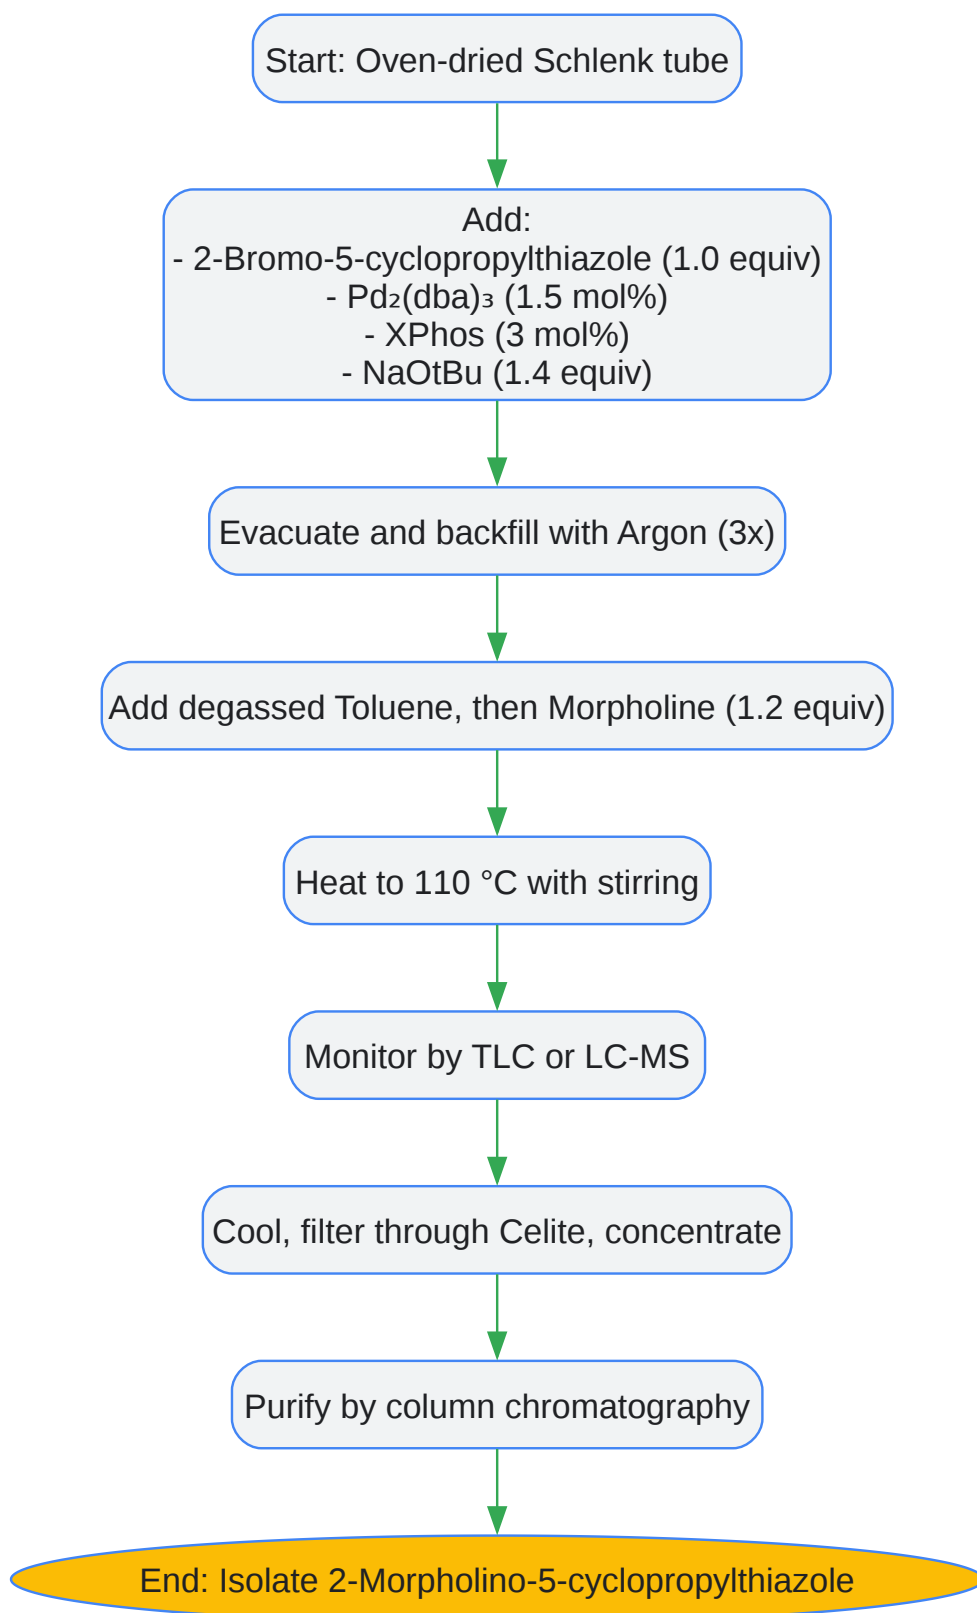 Start: Oven-dried Schlenk tube
Add:
- 2-Bromo-5-cyclopropylthiazole (1.0 equiv)
- Pd₂(dba)₃ (1.5 mol%)
- XPhos (3 mol%)
- NaOtBu (1.4 equiv)
Evacuate and backfill with Argon (3x)
Add degassed Toluene, then Morpholine (1.2 equiv)
Heat to 110 °C with stirring
Monitor by TLC or LC-MS
Cool, filter through Celite, concentrate
Purify by column chromatography
End: Isolate 2-Morpholino-5-cyclopropylthiazole